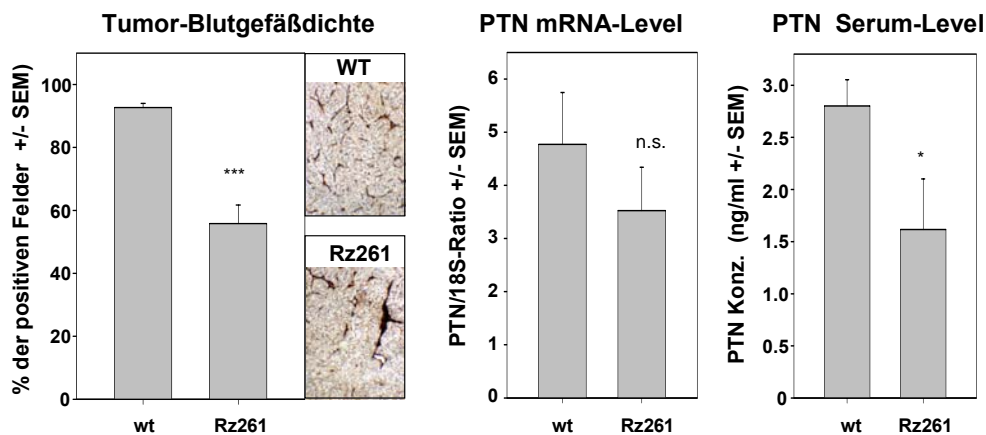 Tumor-Blutgefäßdichte
% der positiven Felder +/- SEM)
100
80
60
40
20
0
***
wt
Rz261
WT
Rz261
PTN mRNA-Level
PTN/18S-Ratio +/- SEM)
6
5
4
3
2
1
0
n.s.
wt
Rz261
PTN Serum-Level
PTN Konz. (ng/ml +/- SEM)
3.0
2.5
2.0
1.5
1.0
0.5
0.0
*
wt
Rz261